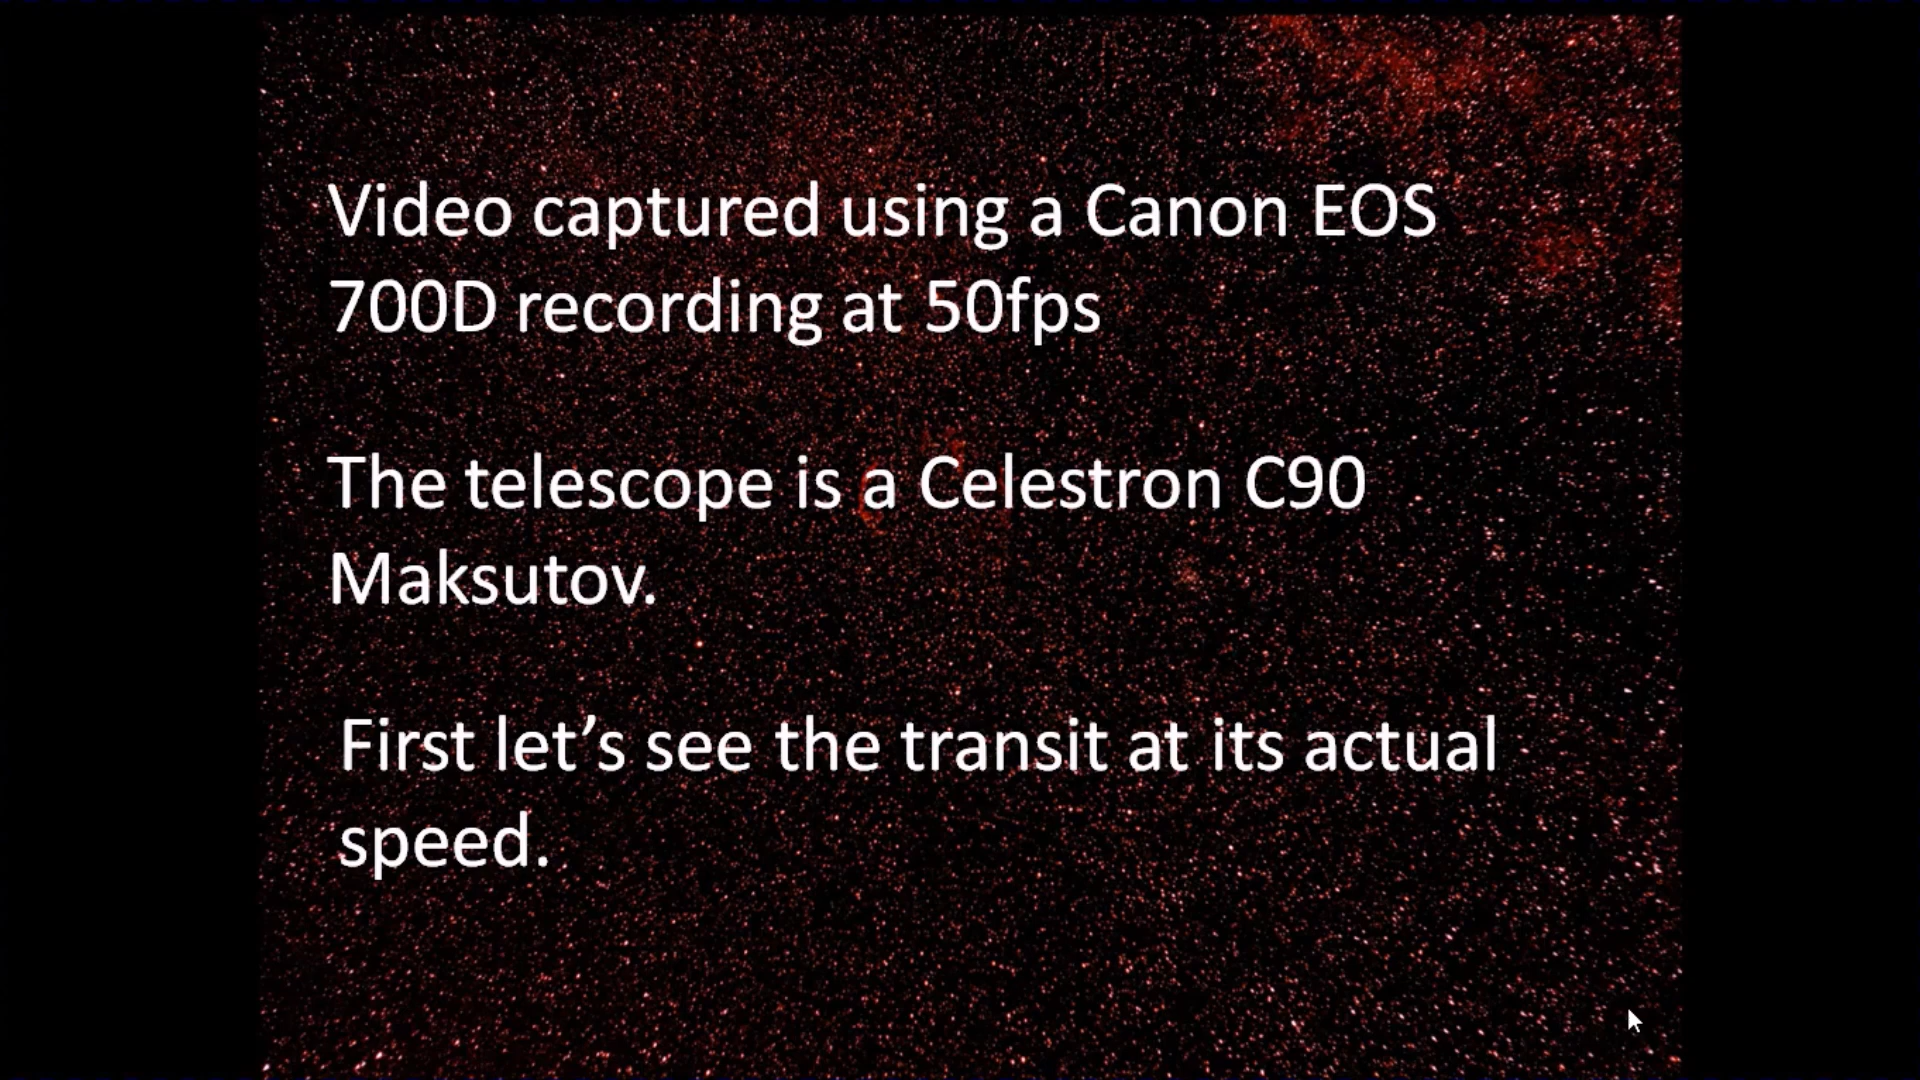 Video captured using a Canon EOS
700D recording at 50fps
The telescope is a Celestron C90
Maksutov.
First let’s see the transit at its actual
speed.